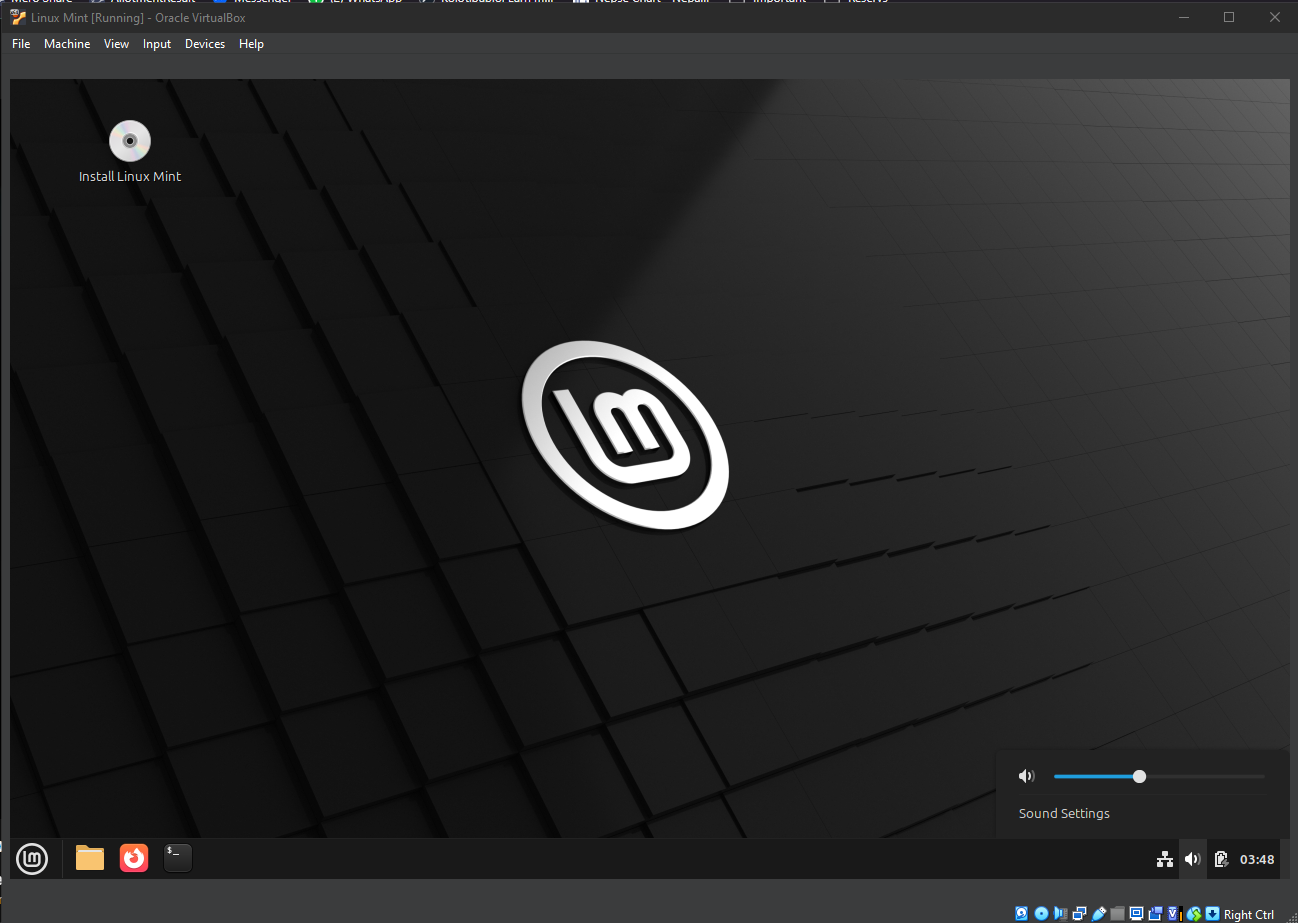 Linux Mint [Running] - Oracle VirtualBox
File Machine View Input Devices Help
Install Linux Mint
Sound Settings
$_
03:48
Right Ctrl